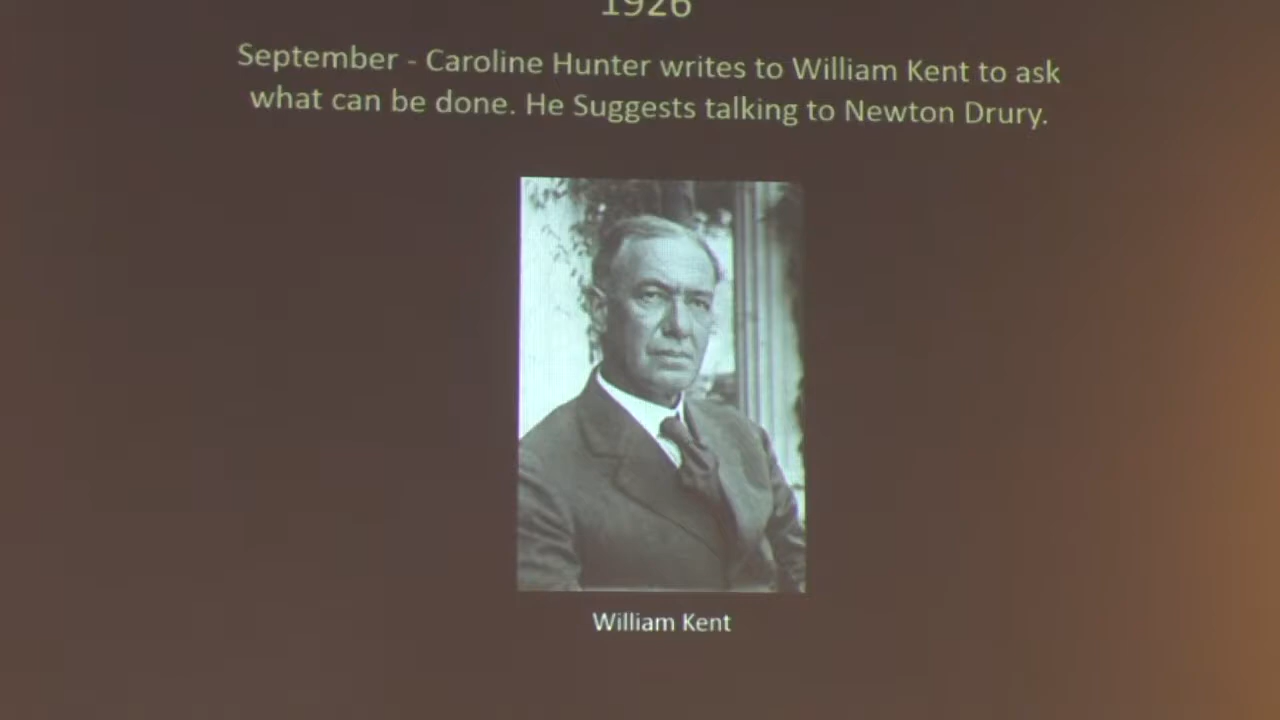 1926
September - Caroline Hunter writes to William Kent to ask
what can be done. He Suggests talking to Newton Drury.
William Kent